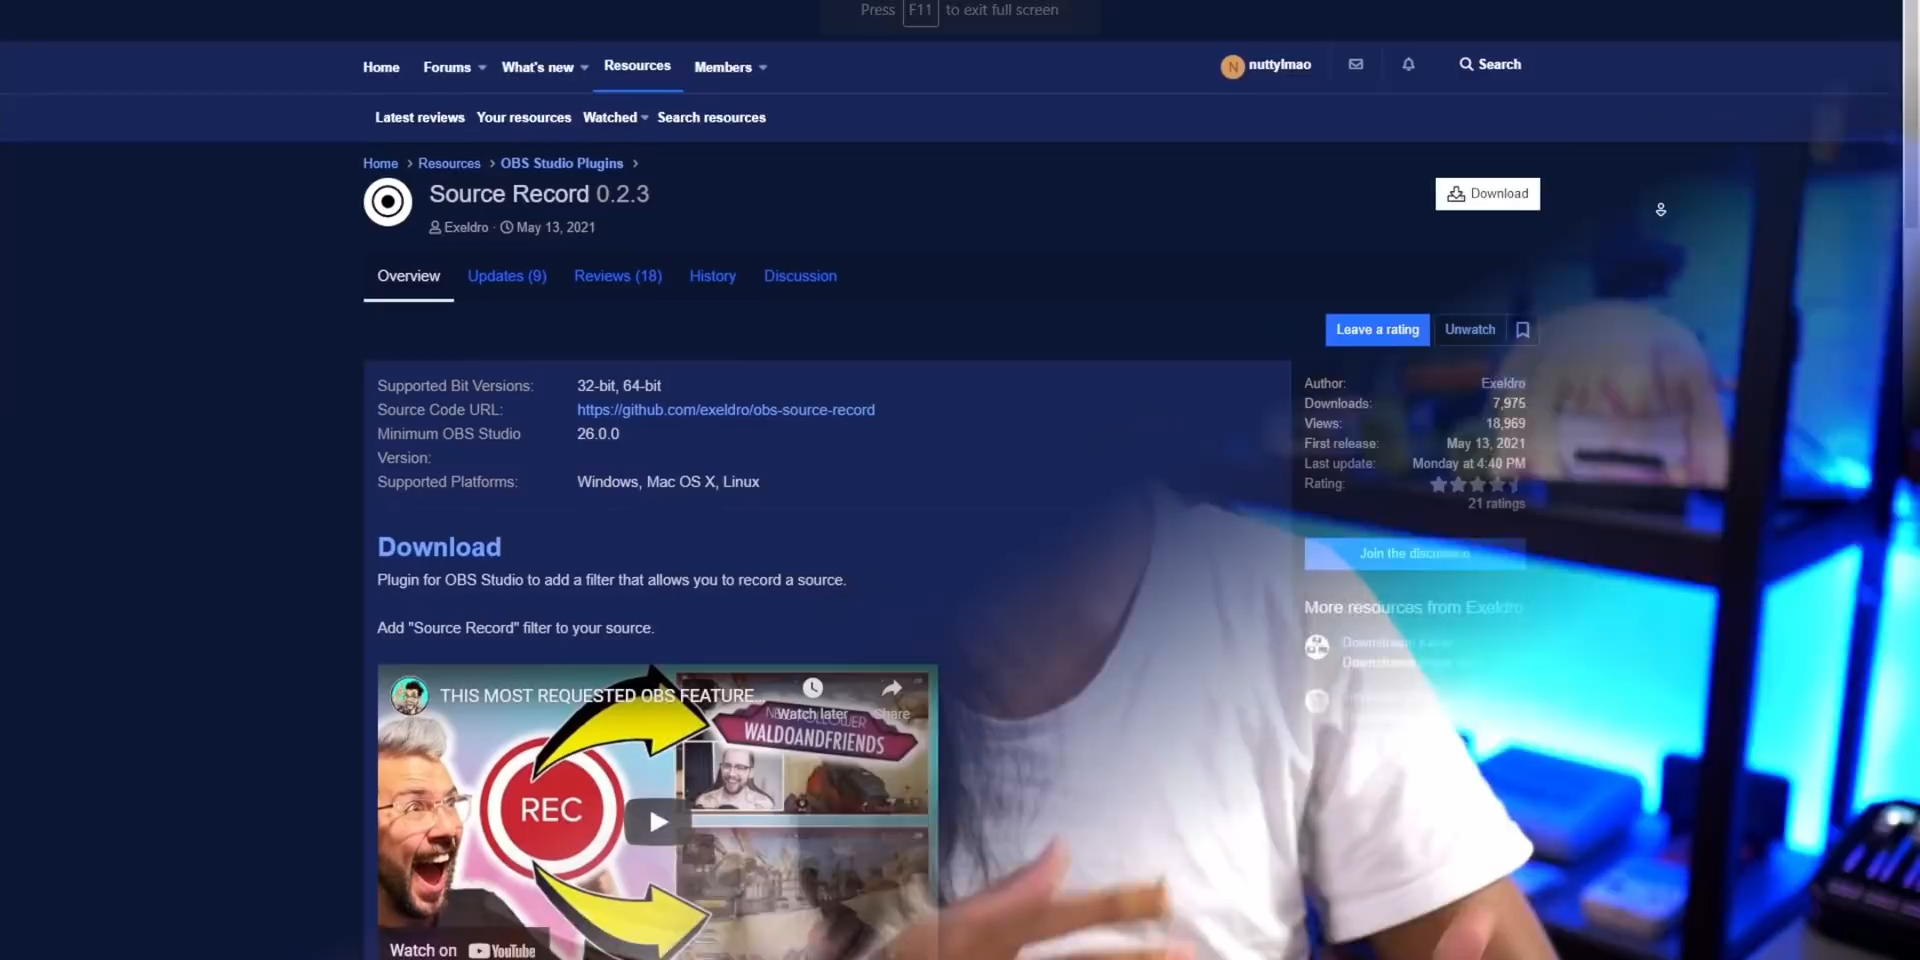 Press F11 to exit full screen
Home Forums What's new Resources Members
nuttylmao Search
Latest reviews Your resources Watched Search resources
Home > Resources > OBS Studio Plugins >
Source Record 0.2.3
Download
Exeldro · May 13, 2021
Overview Updates (9) Reviews (18) History Discussion
Leave a rating Unwatch
Supported Bit Versions: 32-bit, 64-bit
Source Code URL: https://github.com/exeldro/obs-source-record
Minimum OBS Studio Version: 26.0.0
Supported Platforms: Windows, Mac OS X, Linux
Author: Exeldro
Downloads: 7,975
Views: 18,969
First release: May 13, 2021
Last update: Monday at 4:40 PM
Rating:
21 ratings
Download
Plugin for OBS Studio to add a filter that allows you to record a source.
Add "Source Record" filter to your source.
Join the discussion
More resources from Exeldro
THIS MOST REQUESTED OBS FEATURE...
Watch later Share
WALDOANDFRIENDS
REC
Watch on YouTube